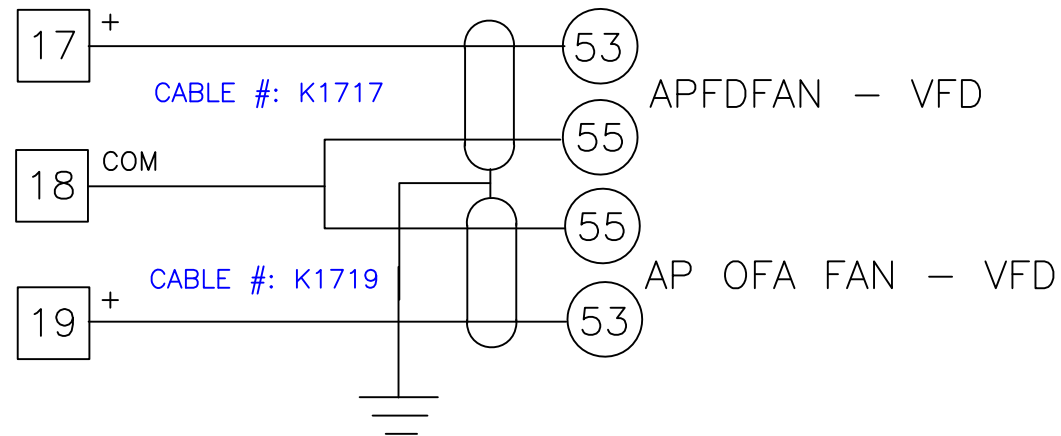 17 + 53
CABLE #: K1717
APFDFAN - VFD
55
18 COM
55
CABLE #: K1719
AP OFA FAN - VFD
19 + 53